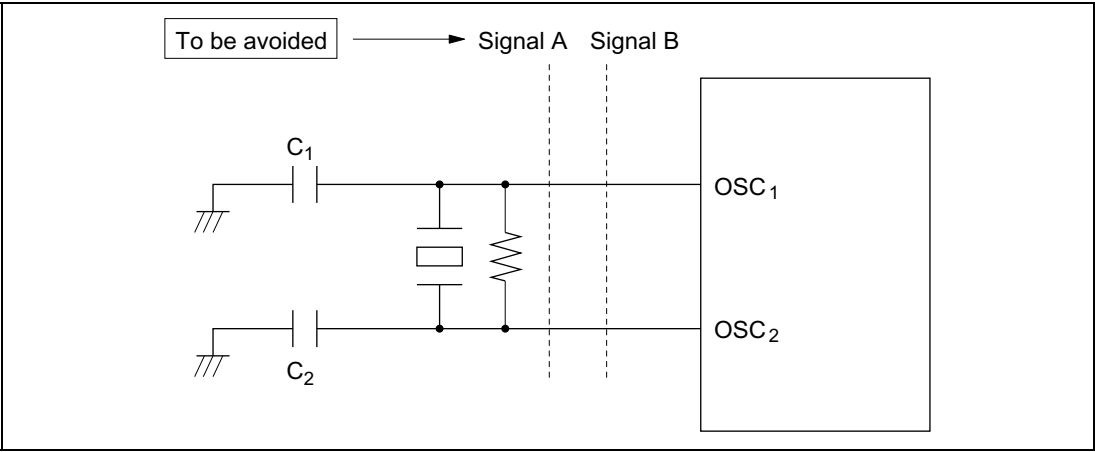 To be avoided Signal A Signal B
C1
OSC1
OSC2
C2